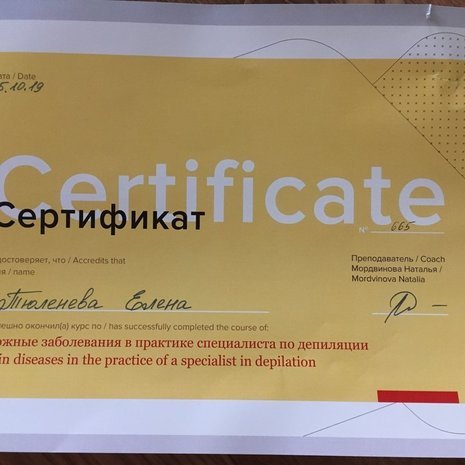 ата / Date
5.10.19
Certificate
Сертификат
№ 665
достоверяет, что / Accredits that
я / name
Преподаватель / Coach
Мордвинова Наталья /
Mordvinova Natalia
Тюленева Елена
пешно окончил(а) курс по / has successfully completed the course of:
ожные заболевания в практике специалиста по депиляции
in diseases in the practice of a specialist in depilation